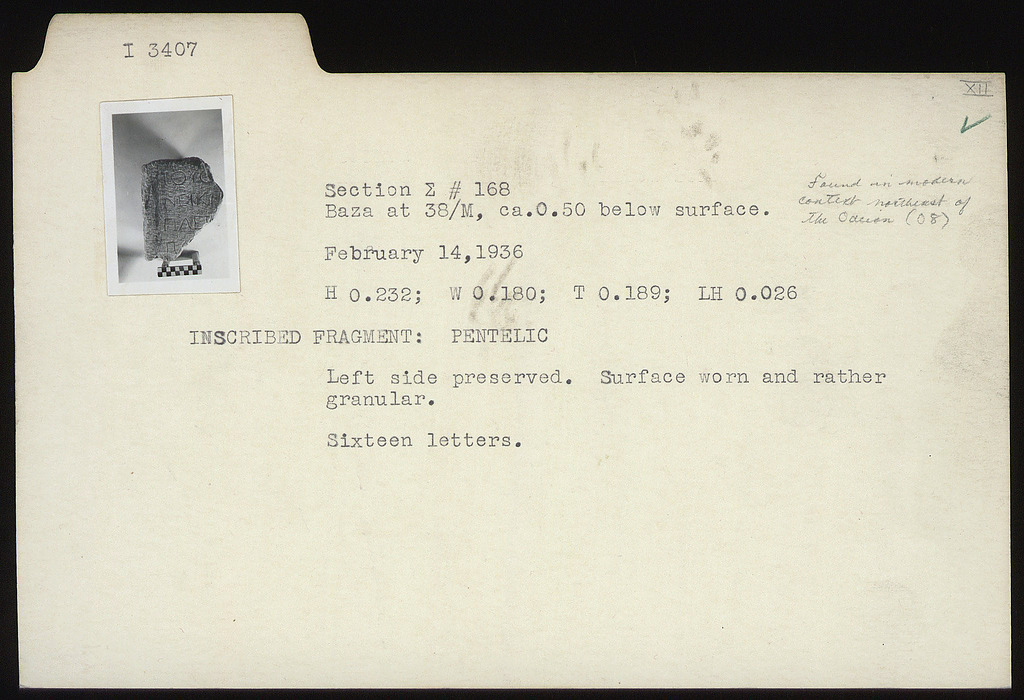 I 3407
XII
Section Σ # 168
Baza at 38/M, ca.0.50 below surface.
Found in modern
context northeast of
the Odeion (O8)
February 14,1936
H 0.232; W 0.180; T 0.189; LH 0.026
INSCRIBED FRAGMENT: PENTELIC
Left side preserved. Surface worn and rather
granular.
Sixteen letters.